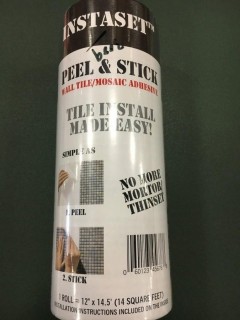 INSTASET™
PEEL & STICK
WALL TILE/MOSAIC ADHESIVE
TILE INSTALL
MADE EASY!
SIMPLE AS
1. PEEL
NO MORE
MORTOR/
THINSET
2. STICK
1 ROLL = 12" X 14.5' (14 SQUARE FEET)
INSTALLATION INSTRUCTIONS INCLUDED ON THE